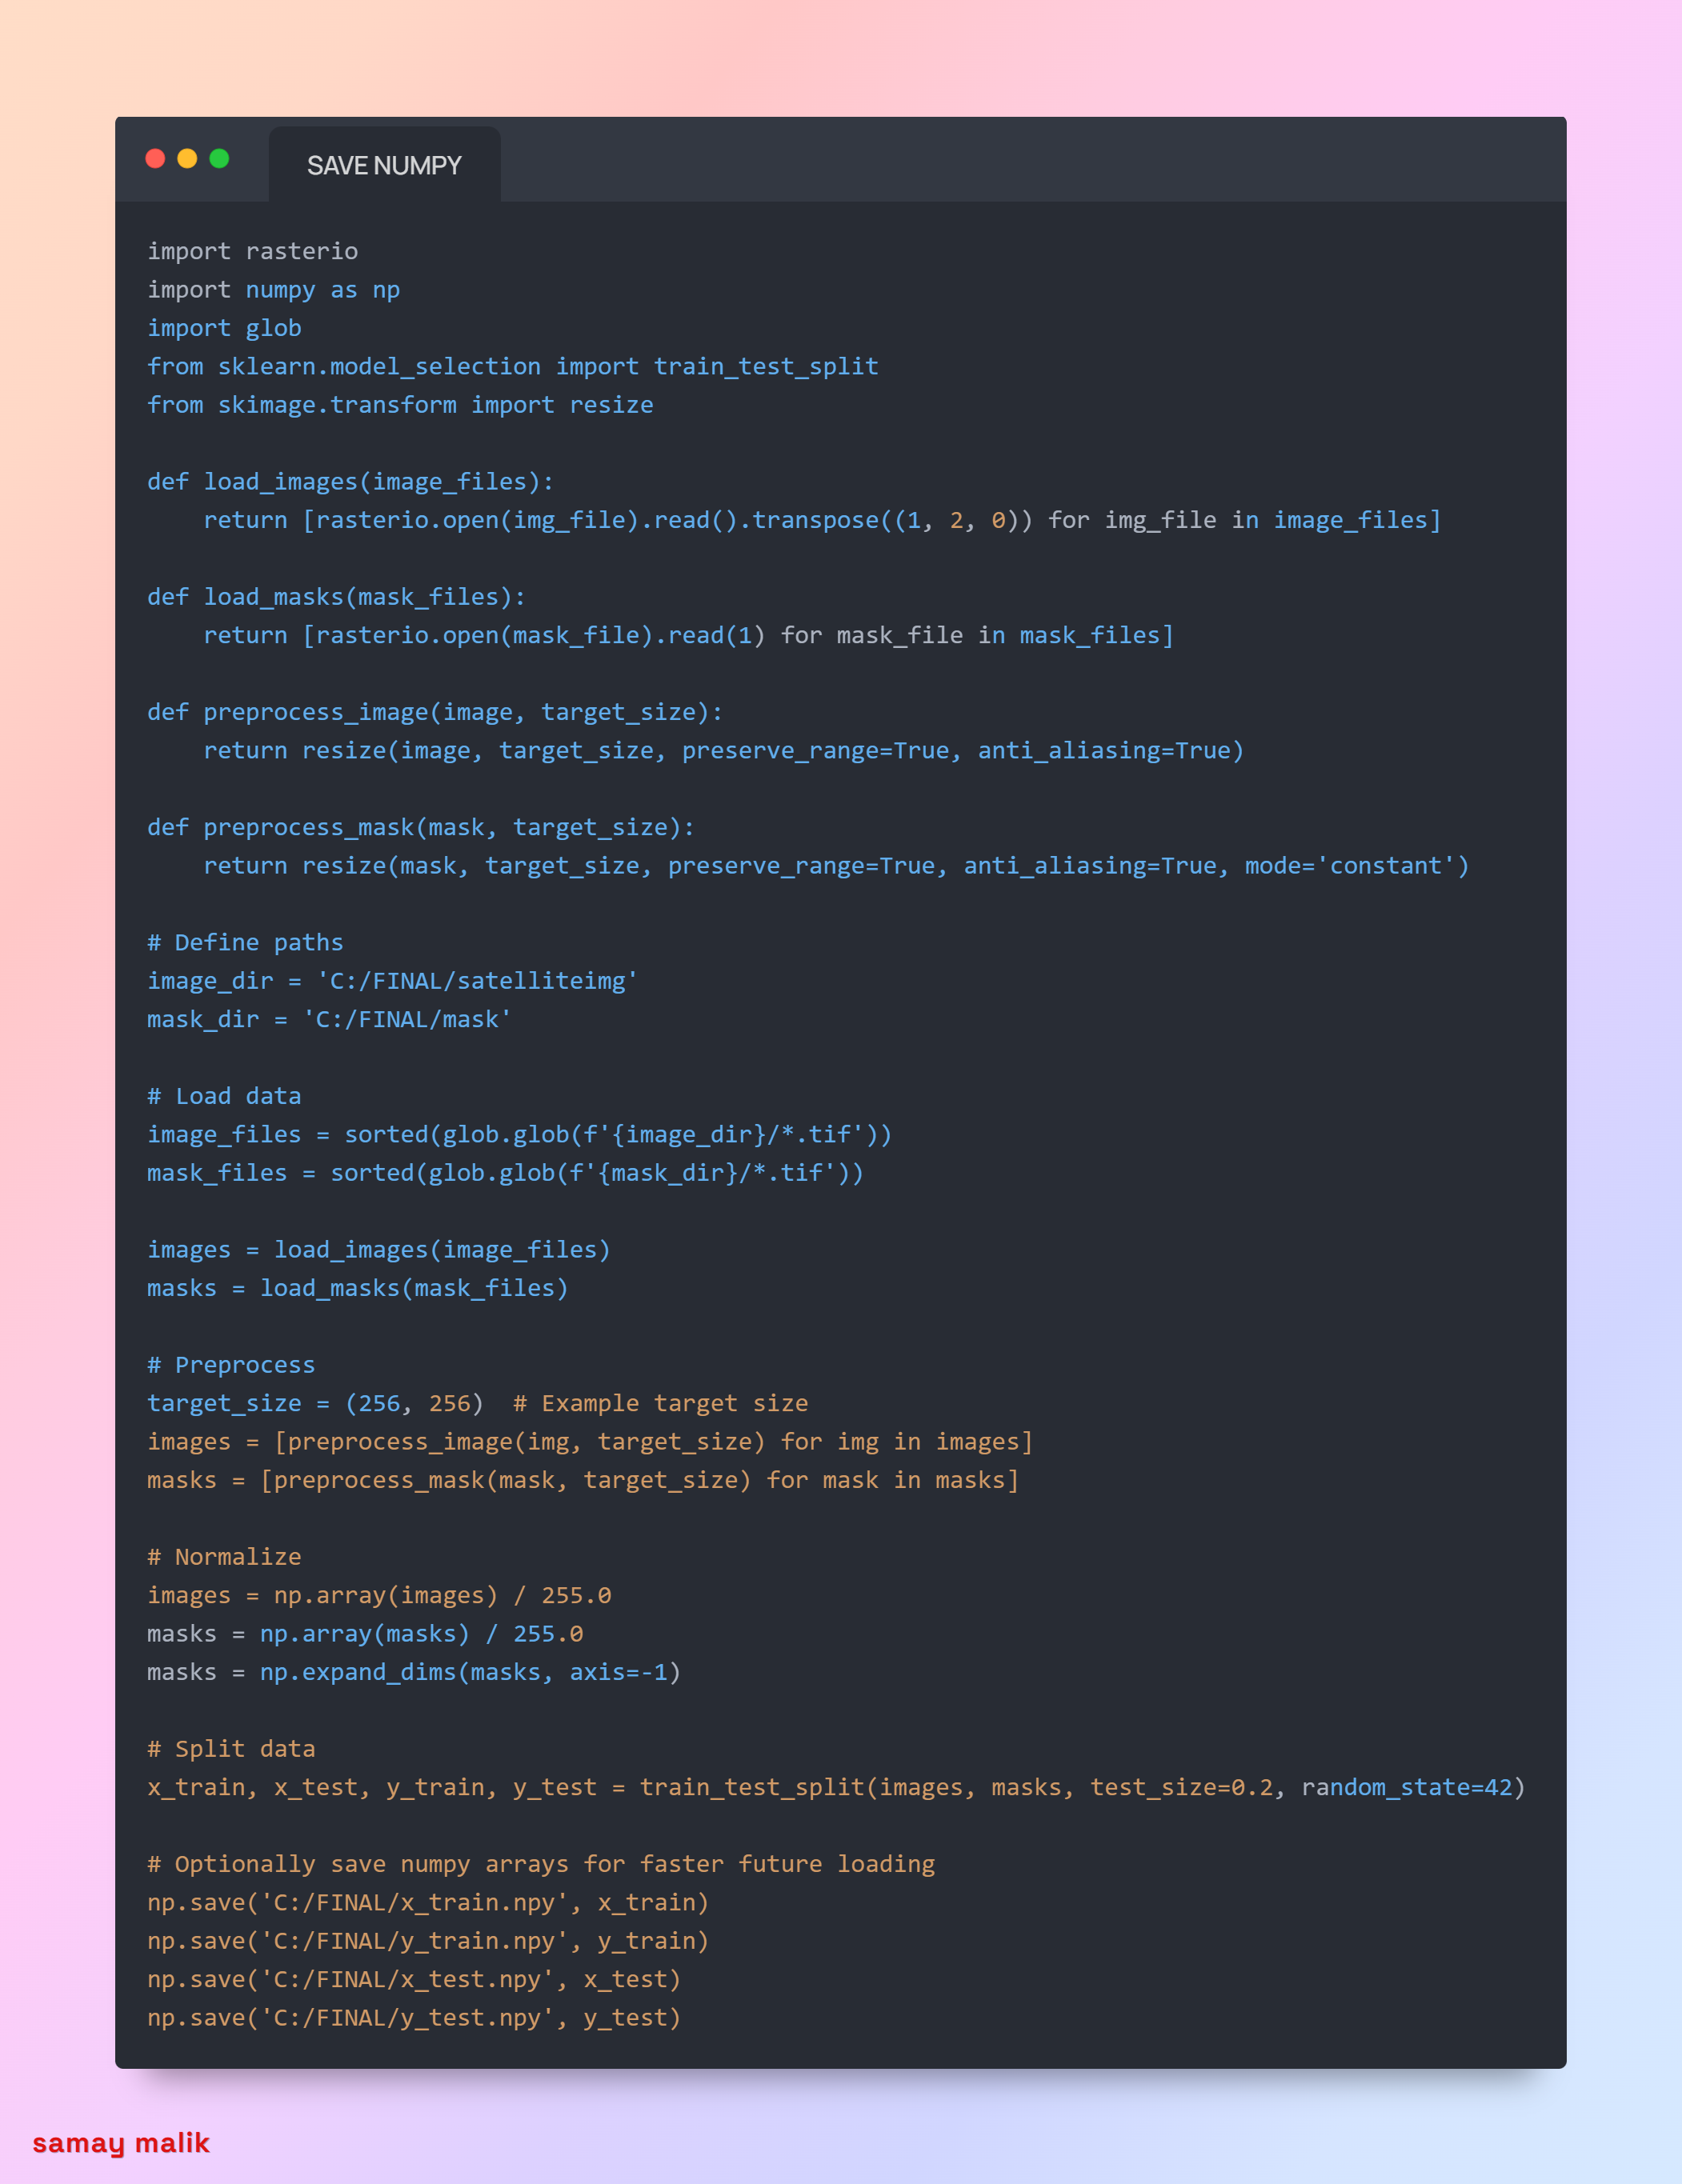 SAVE NUMPY
import rasterio
import numpy as np
import glob
from sklearn.model_selection import train_test_split
from skimage.transform import resize

def load_images(image_files):
    return [rasterio.open(img_file).read().transpose((1, 2, 0)) for img_file in image_files]

def load_masks(mask_files):
    return [rasterio.open(mask_file).read(1) for mask_file in mask_files]

def preprocess_image(image, target_size):
    return resize(image, target_size, preserve_range=True, anti_aliasing=True)

def preprocess_mask(mask, target_size):
    return resize(mask, target_size, preserve_range=True, anti_aliasing=True, mode='constant')

# Define paths
image_dir = 'C:/FINAL/satelliteimg'
mask_dir = 'C:/FINAL/mask'

# Load data
image_files = sorted(glob.glob(f'{image_dir}/*.tif'))
mask_files = sorted(glob.glob(f'{mask_dir}/*.tif'))

images = load_images(image_files)
masks = load_masks(mask_files)

# Preprocess
target_size = (256, 256)  # Example target size
images = [preprocess_image(img, target_size) for img in images]
masks = [preprocess_mask(mask, target_size) for mask in masks]

# Normalize
images = np.array(images) / 255.0
masks = np.array(masks) / 255.0
masks = np.expand_dims(masks, axis=-1)

# Split data
x_train, x_test, y_train, y_test = train_test_split(images, masks, test_size=0.2, random_state=42)

# Optionally save numpy arrays for faster future loading
np.save('C:/FINAL/x_train.npy', x_train)
np.save('C:/FINAL/y_train.npy', y_train)
np.save('C:/FINAL/x_test.npy', x_test)
np.save('C:/FINAL/y_test.npy', y_test)
samay malik